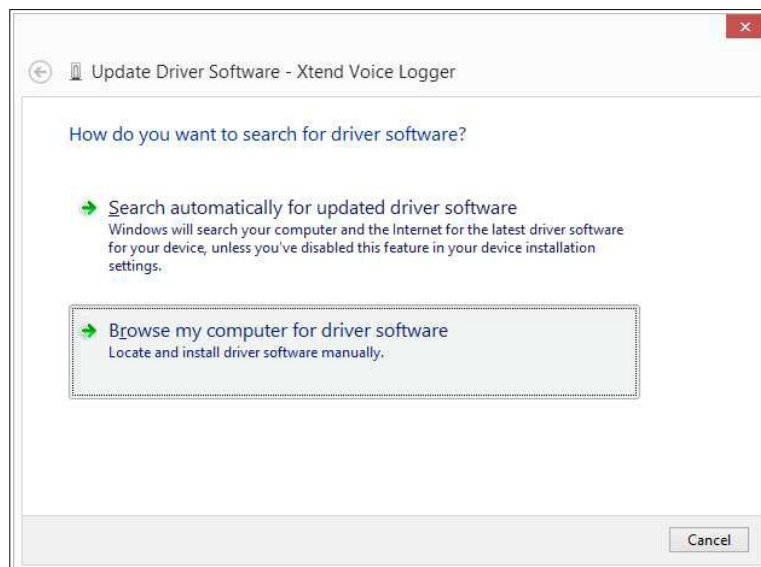 Update Driver Software - Xtend Voice Logger
How do you want to search for driver software?
Search automatically for updated driver software
Windows will search your computer and the Internet for the latest driver software
for your device, unless you've disabled this feature in your device installation
settings.
Browse my computer for driver software
Locate and install driver software manually.
Cancel